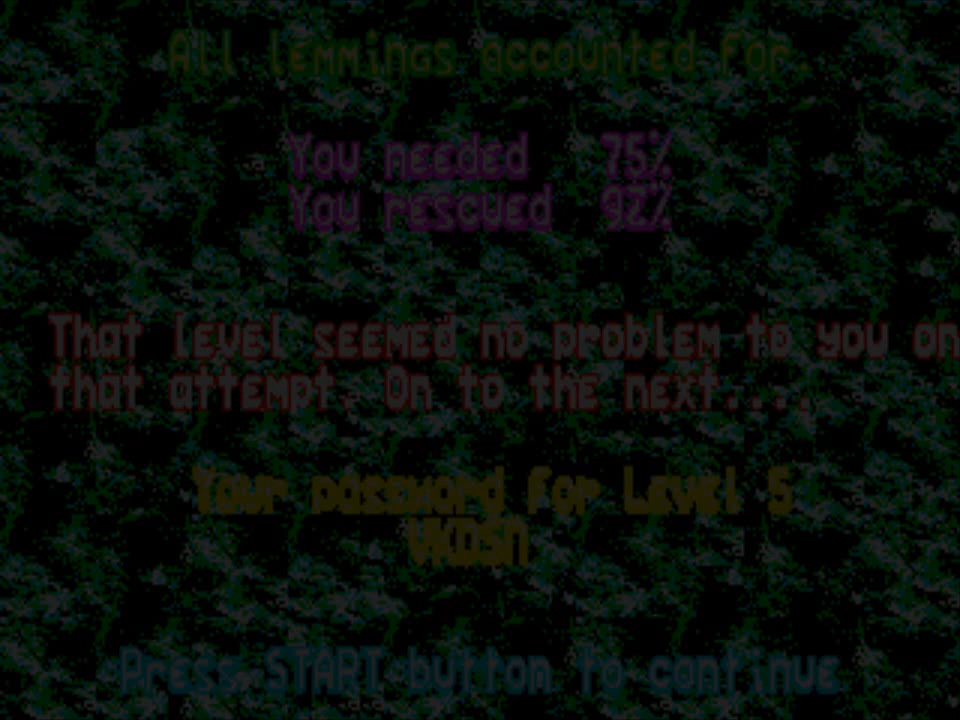 All lemmings accounted for.
You needed 75%
You rescued 92%
That level seemed no problem to you on
that attempt. On to the next....
Your password for Level 5
VKDSN
Press START button to continue